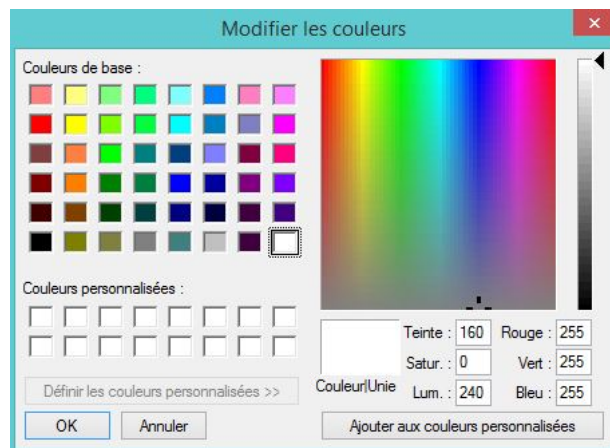 Modifier les couleurs
Couleurs de base :
Couleurs personnalisées :
Définir les couleurs personnalisées >>
OK Annuler
Couleur|Unie
Teinte : 160 Rouge : 255
Satur. : 0 Vert : 255
Lum. : 240 Bleu : 255
Ajouter aux couleurs personnalisées